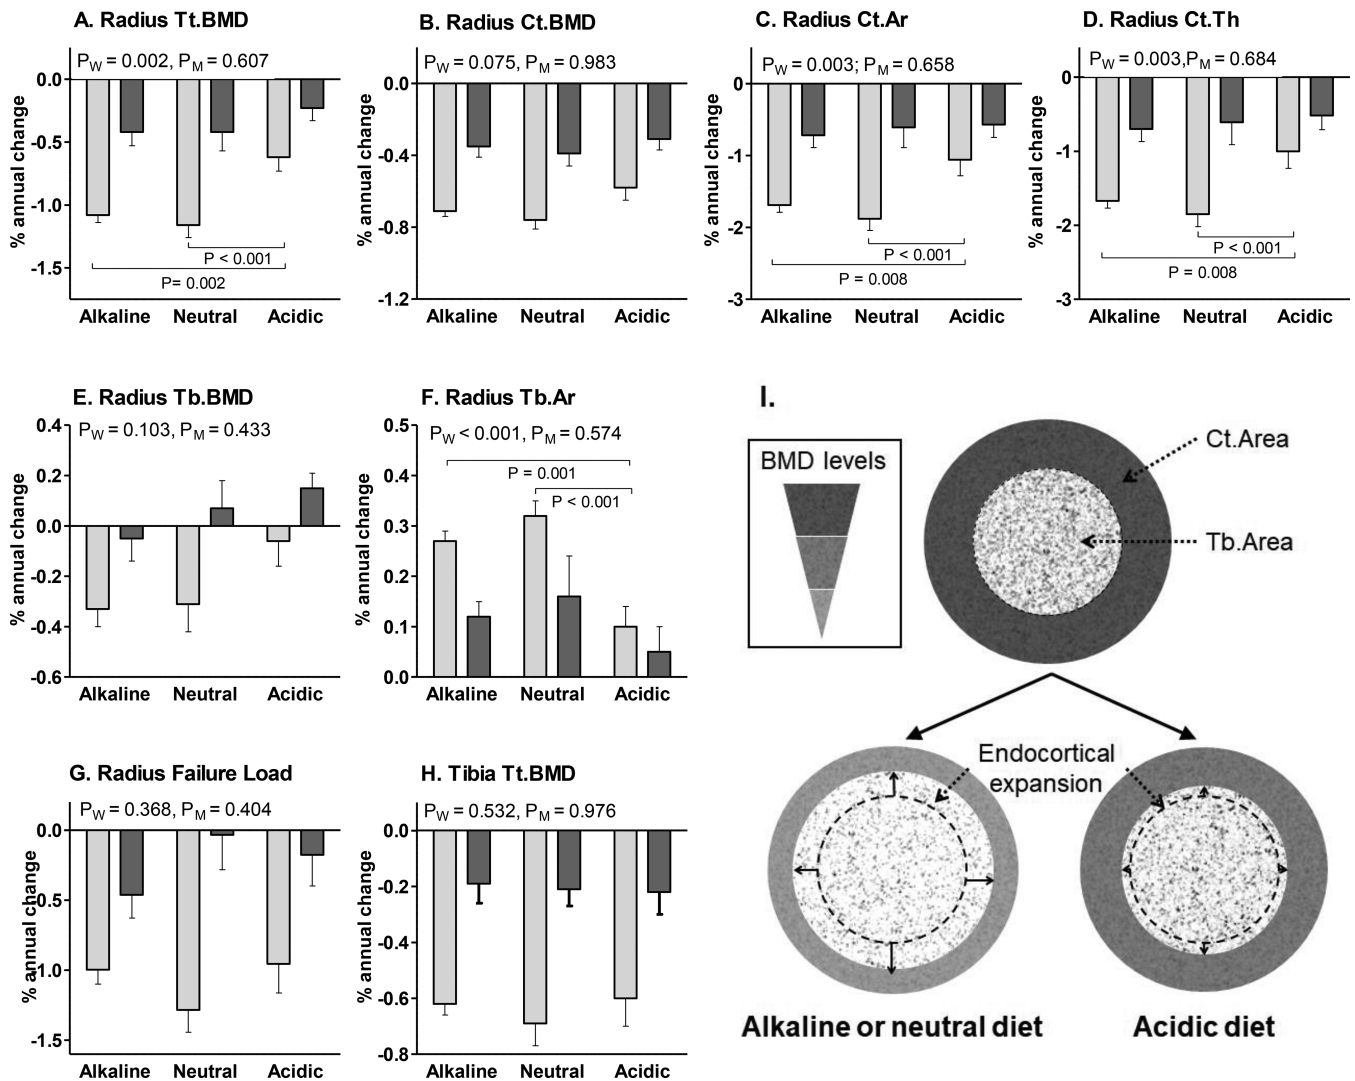 A. Radius Tt.BMD
PW = 0.002, PM = 0.607
% annual change
0.0
-0.5
-1.0
-1.5
P < 0.001
P= 0.002
Alkaline Neutral Acidic
B. Radius Ct.BMD
PW = 0.075, PM = 0.983
% annual change
0.0
-0.4
-0.8
-1.2
Alkaline Neutral Acidic
C. Radius Ct.Ar
PW = 0.003; PM = 0.658
% annual change
0
-1
-2
-3
P < 0.001
P = 0.008
Alkaline Neutral Acidic
D. Radius Ct.Th
PW = 0.003,PM = 0.684
% annual change
0
-1
-2
-3
P < 0.001
P = 0.008
Alkaline Neutral Acidic
E. Radius Tb.BMD
PW = 0.103, PM = 0.433
% annual change
0.4
0.2
0.0
-0.2
-0.4
-0.6
Alkaline Neutral Acidic
F. Radius Tb.Ar
PW < 0.001, PM = 0.574
% annual change
0.5
0.4
0.3
0.2
0.1
0.0
P = 0.001
P < 0.001
Alkaline Neutral Acidic
G. Radius Failure Load
PW = 0.368, PM = 0.404
% annual change
0.0
-0.5
-1.0
-1.5
Alkaline Neutral Acidic
H. Tibia Tt.BMD
PW = 0.532, PM = 0.976
% annual change
0.0
-0.2
-0.4
-0.6
-0.8
Alkaline Neutral Acidic
I.
BMD levels
Ct.Area
Tb.Area
Endocortical
expansion
Alkaline or neutral diet
Acidic diet